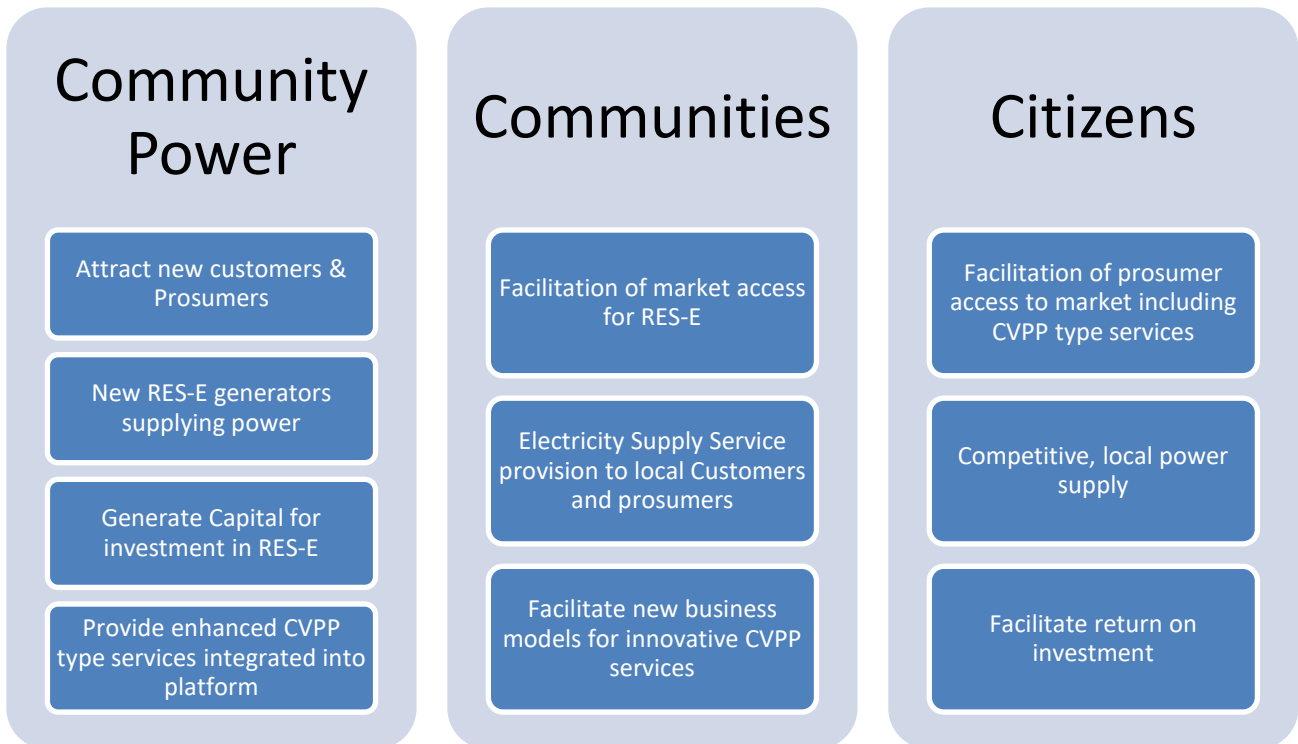 Community
Power
Attract new customers &
Prosumers
New RES-E generators
supplying power
Generate Capital for
investment in RES-E
Provide enhanced CVPP
type services integrated into
platform
Communities
Facilitation of market access
for RES-E
Electricity Supply Service
provision to local Customers
and prosumers
Facilitate new business
models for innovative CVPP
services
Citizens
Facilitation of prosumer
access to market including
CVPP type services
Competitive, local power
supply
Facilitate return on
investment